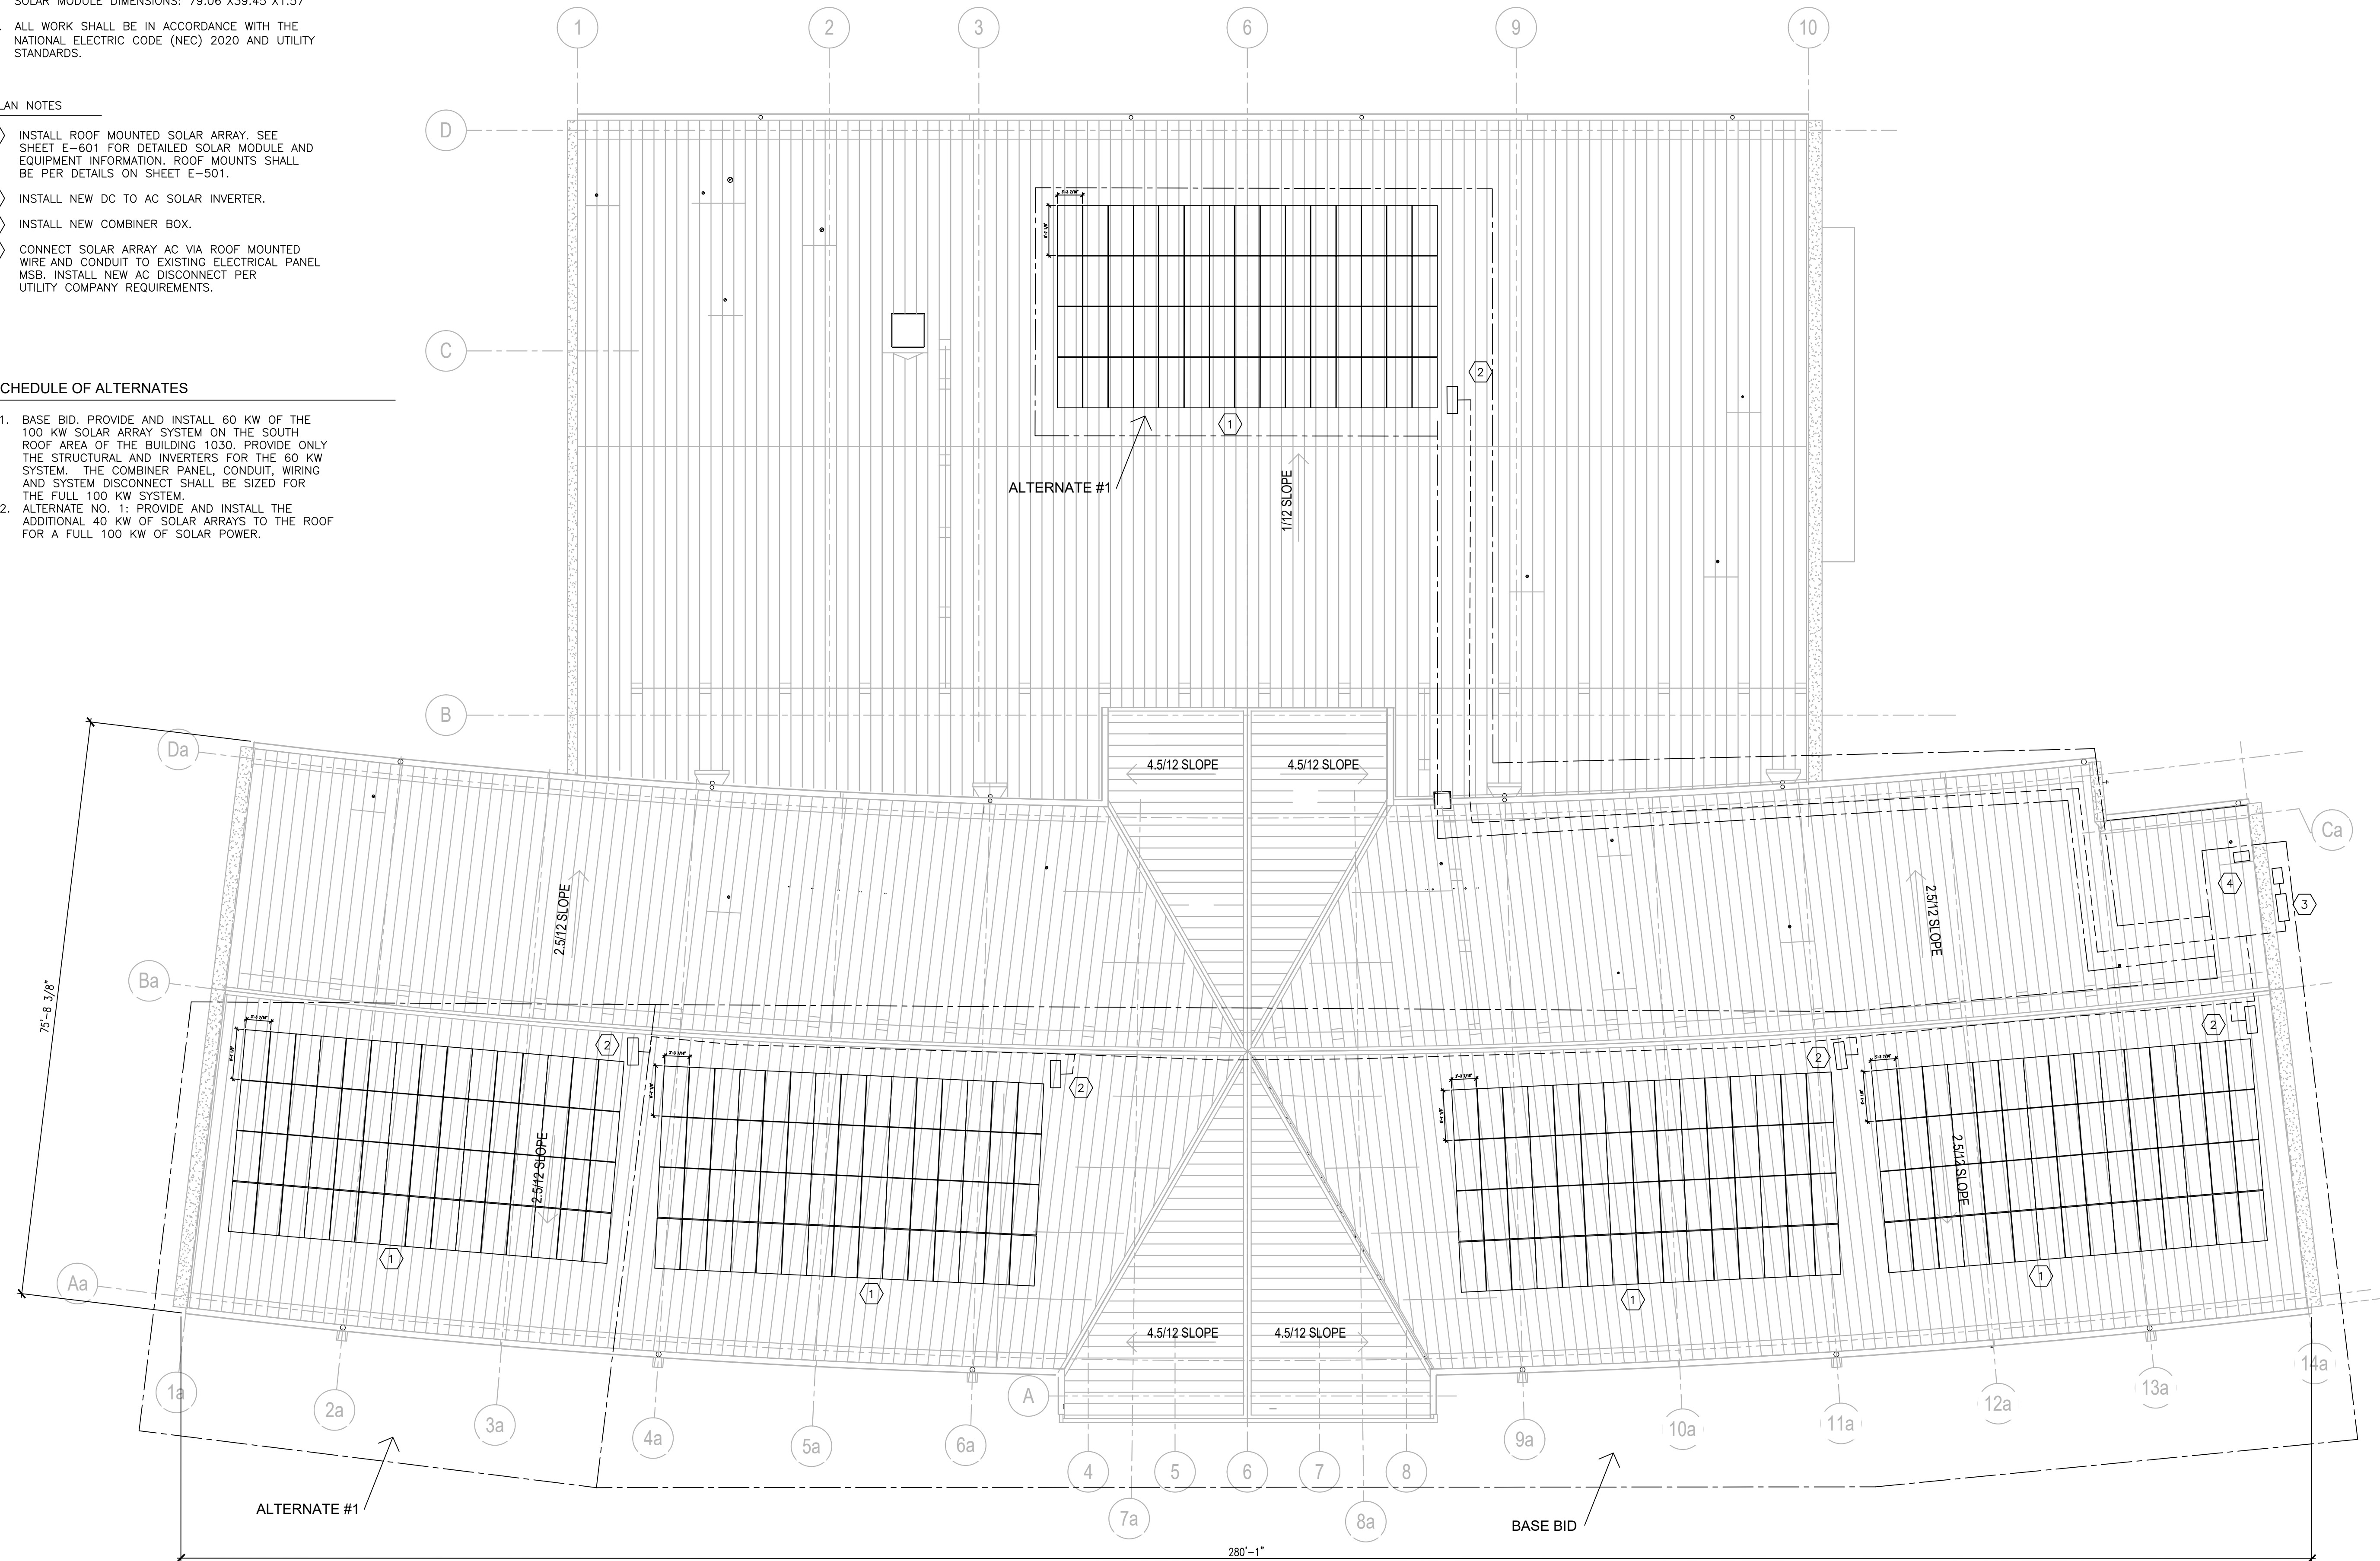 SOLAR MODULE DIMENSIONS: 79.06"X39.45"X1.57"
. ALL WORK SHALL BE IN ACCORDANCE WITH THE
NATIONAL ELECTRIC CODE (NEC) 2020 AND UTILITY
STANDARDS.
LAN NOTES
INSTALL ROOF MOUNTED SOLAR ARRAY. SEE
SHEET E-601 FOR DETAILED SOLAR MODULE AND
EQUIPMENT INFORMATION. ROOF MOUNTS SHALL
BE PER DETAILS ON SHEET E-501.
INSTALL NEW DC TO AC SOLAR INVERTER.
INSTALL NEW COMBINER BOX.
CONNECT SOLAR ARRAY AC VIA ROOF MOUNTED
WIRE AND CONDUIT TO EXISTING ELECTRICAL PANEL
MSB. INSTALL NEW AC DISCONNECT PER
UTILITY COMPANY REQUIREMENTS.
CHEDULE OF ALTERNATES
1. BASE BID. PROVIDE AND INSTALL 60 KW OF THE
100 KW SOLAR ARRAY SYSTEM ON THE SOUTH
ROOF AREA OF THE BUILDING 1030. PROVIDE ONLY
THE STRUCTURAL AND INVERTERS FOR THE 60 KW
SYSTEM. THE COMBINER PANEL, CONDUIT, WIRING
AND SYSTEM DISCONNECT SHALL BE SIZED FOR
THE FULL 100 KW SYSTEM.
2. ALTERNATE NO. 1: PROVIDE AND INSTALL THE
ADDITIONAL 40 KW OF SOLAR ARRAYS TO THE ROOF
FOR A FULL 100 KW OF SOLAR POWER.
1
2
3
6
9
10
D
C
B
2
1
ALTERNATE #1
1/12 SLOPE
Da
4.5/12 SLOPE
4.5/12 SLOPE
Ca
4
3
2.5/12 SLOPE
2.5/12 SLOPE
Ba
75'-8 3/8"
2
2
2
2
2.5/12 SLOPE
2.5/12 SLOPE
1
1
1
1
Aa
4.5/12 SLOPE
4.5/12 SLOPE
A
1a
2a
3a
4a
5a
6a
4
5
6
7
8
9a
10a
11a
12a
13a
14a
7a
8a
ALTERNATE #1
BASE BID
280'-1"